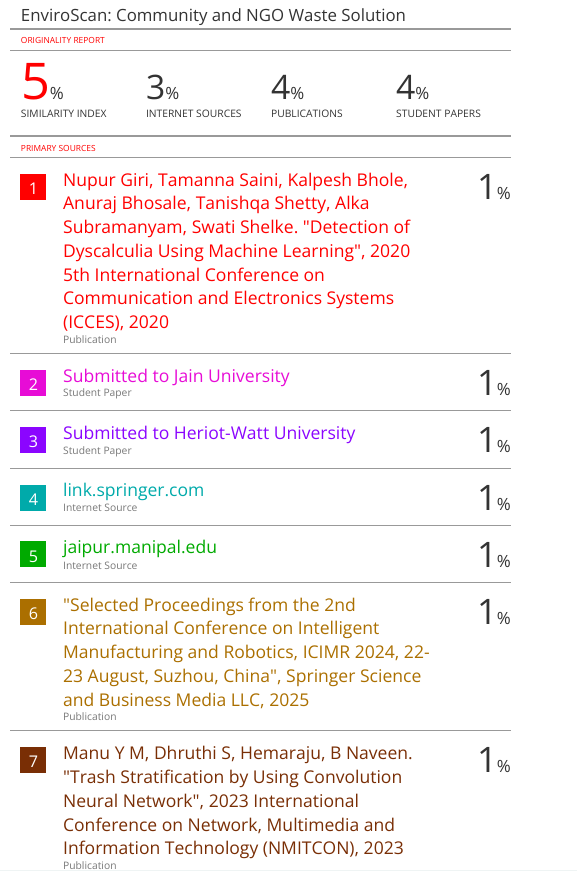 EnviroScan: Community and NGO Waste Solution
ORIGINALITY REPORT
5% 3% 4% 4%
SIMILARITY INDEX INTERNET SOURCES PUBLICATIONS STUDENT PAPERS
PRIMARY SOURCES
1 Nupur Giri, Tamanna Saini, Kalpesh Bhole, 1%
Anuraj Bhosale, Tanishqa Shetty, Alka
Subramanyam, Swati Shelke. "Detection of
Dyscalculia Using Machine Learning", 2020
5th International Conference on
Communication and Electronics Systems
(ICCES), 2020
Publication
2 Submitted to Jain University 1%
Student Paper
3 Submitted to Heriot-Watt University 1%
Student Paper
4 link.springer.com 1%
Internet Source
5 jaipur.manipal.edu 1%
Internet Source
6 "Selected Proceedings from the 2nd 1%
International Conference on Intelligent
Manufacturing and Robotics, ICIMR 2024, 22-
23 August, Suzhou, China", Springer Science
and Business Media LLC, 2025
Publication
7 Manu Y M, Dhruthi S, Hemaraju, B Naveen. 1%
"Trash Stratification by Using Convolution
Neural Network", 2023 International
Conference on Network, Multimedia and
Information Technology (NMITCON), 2023
Publication